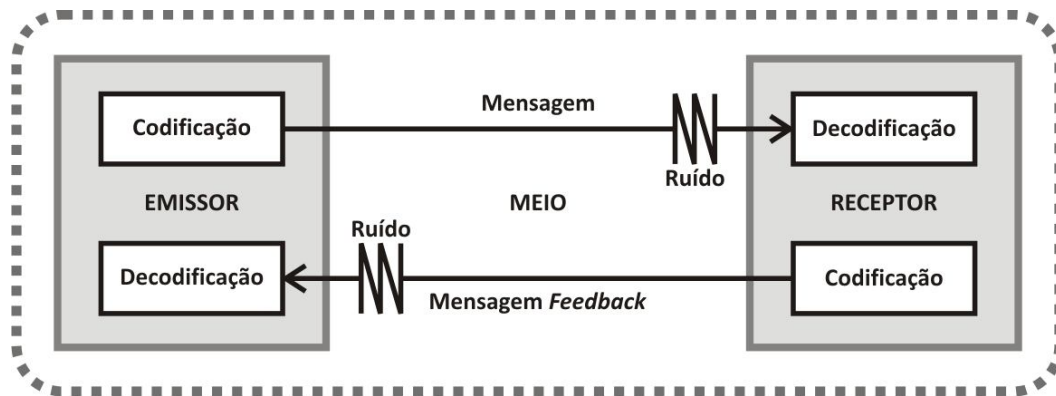 Mensagem
Codificação
Decodificação
Ruído
EMISSOR
MEIO
RECEPTOR
Ruído
Decodificação
Codificação
Mensagem Feedback